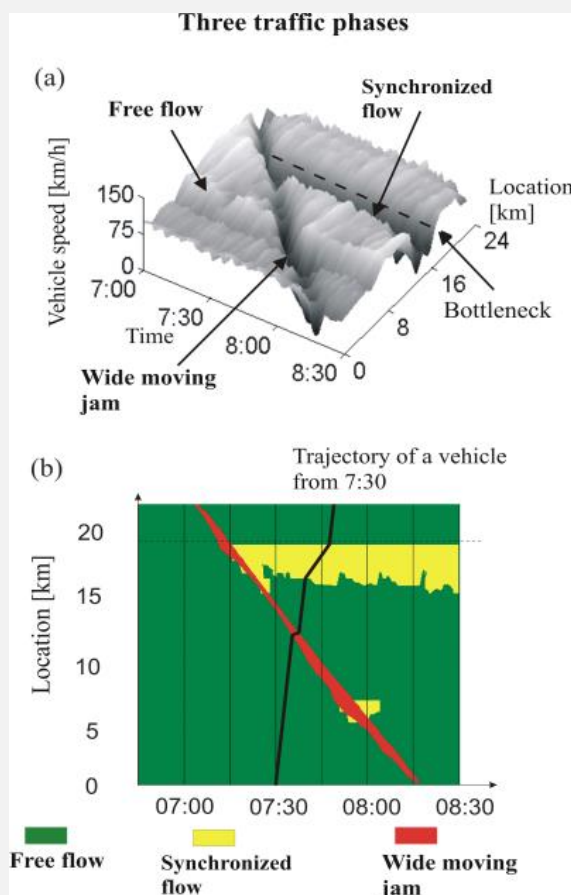 Three traffic phases
(a)
Synchronized
flow
Free flow
Vehicle speed [km/h]
150
75
0
7:00
7:30
8:00
8:30
Time
Location
[km]
24
16
8
0
Bottleneck
Wide moving
jam
(b)
Trajectory of a vehicle
from 7:30
Location [km]
20
15
10
5
0
07:00 07:30 08:00 08:30
Free flow
Synchronized
flow
Wide moving
jam